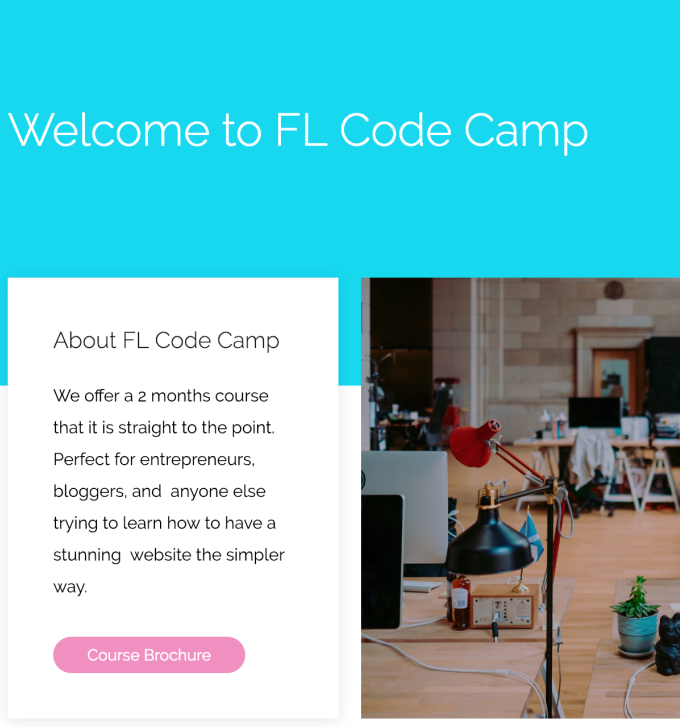 Welcome to FL Code Camp
About FL Code Camp
We offer a 2 months course
that it is straight to the point.
Perfect for entrepreneurs,
bloggers, and  anyone else
trying to learn how to have a
stunning  website the simpler
way.
Course Brochure